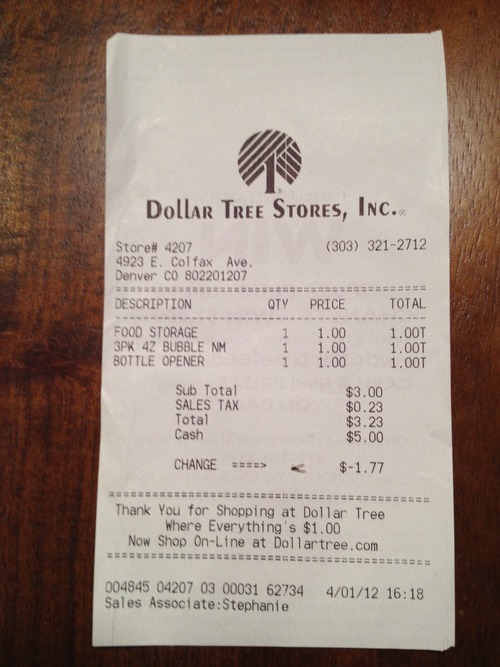 1
Dollar Tree Stores, Inc.®
Store# 4207 (303) 321-2712
4923 E. Colfax Ave.
Denver CO 802201207
DESCRIPTION QTY PRICE TOTAL
FOOD STORAGE 1 1.00 1.00T
3PK 4Z BUBBLE NM 1 1.00 1.00T
BOTTLE OPENER 1 1.00 1.00T
Sub Total $3.00
SALES TAX $0.23
Total $3.23
Cash $5.00
CHANGE ====> $-1.77
Thank You for Shopping at Dollar Tree
Where Everything's $1.00
Now Shop On-Line at Dollartree.com
004845 04207 03 00031 62734 4/01/12 16:18
Sales Associate:Stephanie